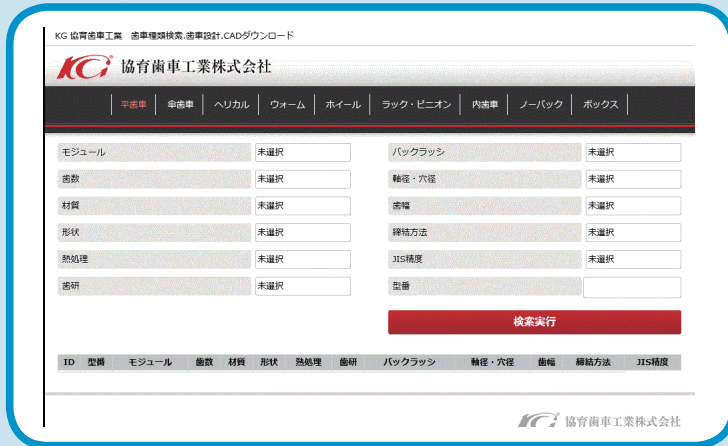 KG 協育歯車工業　歯車種類検索.歯車設計.CADダウンロード
KG 協育歯車工業株式会社
平歯車 傘歯車 ヘリカル ウォーム ホイール ラック・ピニオン 内歯車 ノーバック ボックス
モジュール 未選択 バックラッシ 未選択
歯数 未選択 軸径・穴径 未選択
材質 未選択 歯幅 未選択
形状 未選択 締結方法 未選択
熱処理 未選択 JIS精度 未選択
歯研 未選択 型番
検索実行
ID 型番 モジュール 歯数 材質 形状 熱処理 歯研 バックラッシ 軸径・穴径 歯幅 締結方法 JIS精度
KG 協育歯車工業株式会社